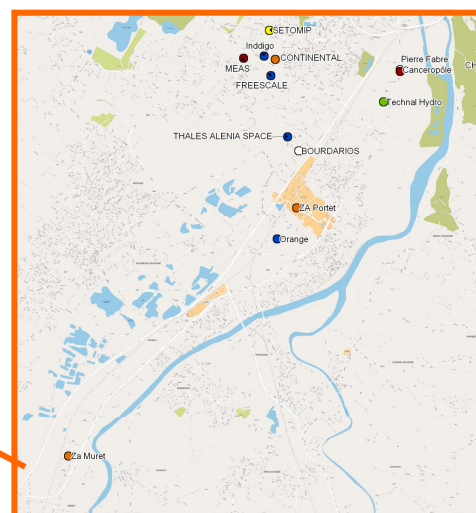 SETOMIP
Inddigo
CONTINENTAL
MEAS
FREESCALE
Pierre Fabre
Canceropôle
CH
Technal Hydro
THALES ALENIA SPACE
BOURDARIOS
ZA Portet
Orange
Za Muret